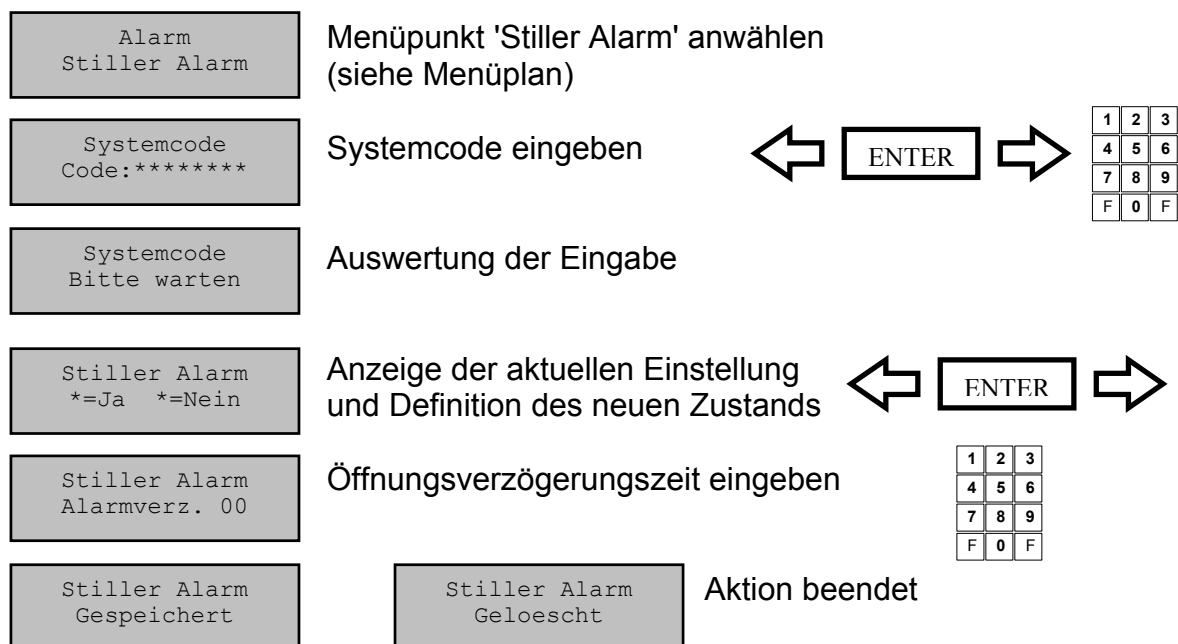 Alarm
Stiller Alarm
Menüpunkt 'Stiller Alarm' anwählen
(siehe Menüplan)
Systemcode
Code:********
Systemcode eingeben
ENTER
1 2 3
4 5 6
7 8 9
F 0 F
Systemcode
Bitte warten
Auswertung der Eingabe
Stiller Alarm
*=Ja *=Nein
Anzeige der aktuellen Einstellung
und Definition des neuen Zustands
ENTER
Stiller Alarm
Alarmverz. 00
Öffnungsverzögerungszeit eingeben
1 2 3
4 5 6
7 8 9
F 0 F
Stiller Alarm
Gespeichert
Stiller Alarm
Geloescht
Aktion beendet